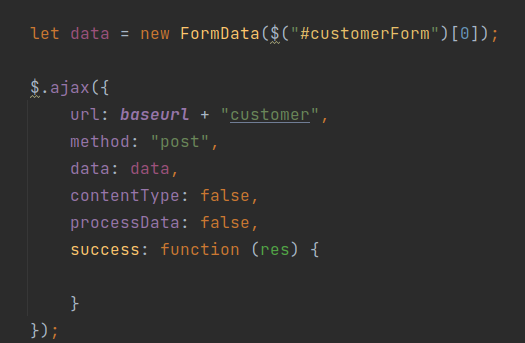 let data = new FormData($("#customerForm")[0]);
$.ajax({
url: baseurl + "customer",
method: "post",
data: data,
contentType: false,
processData: false,
success: function (res) {
}
});